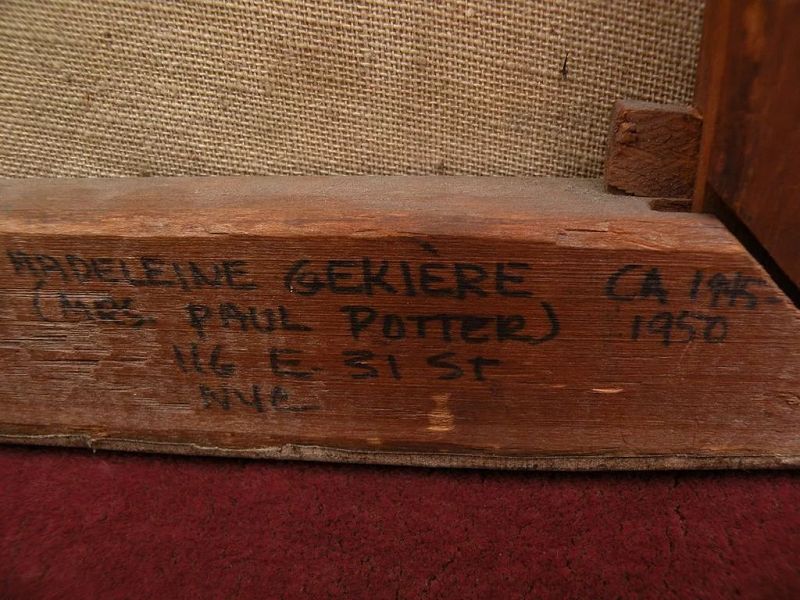 MADELEINE GEKIÈRE CA 1945-
(MRS. PAUL POTTER) 1950
116 E. 31 St
NYC